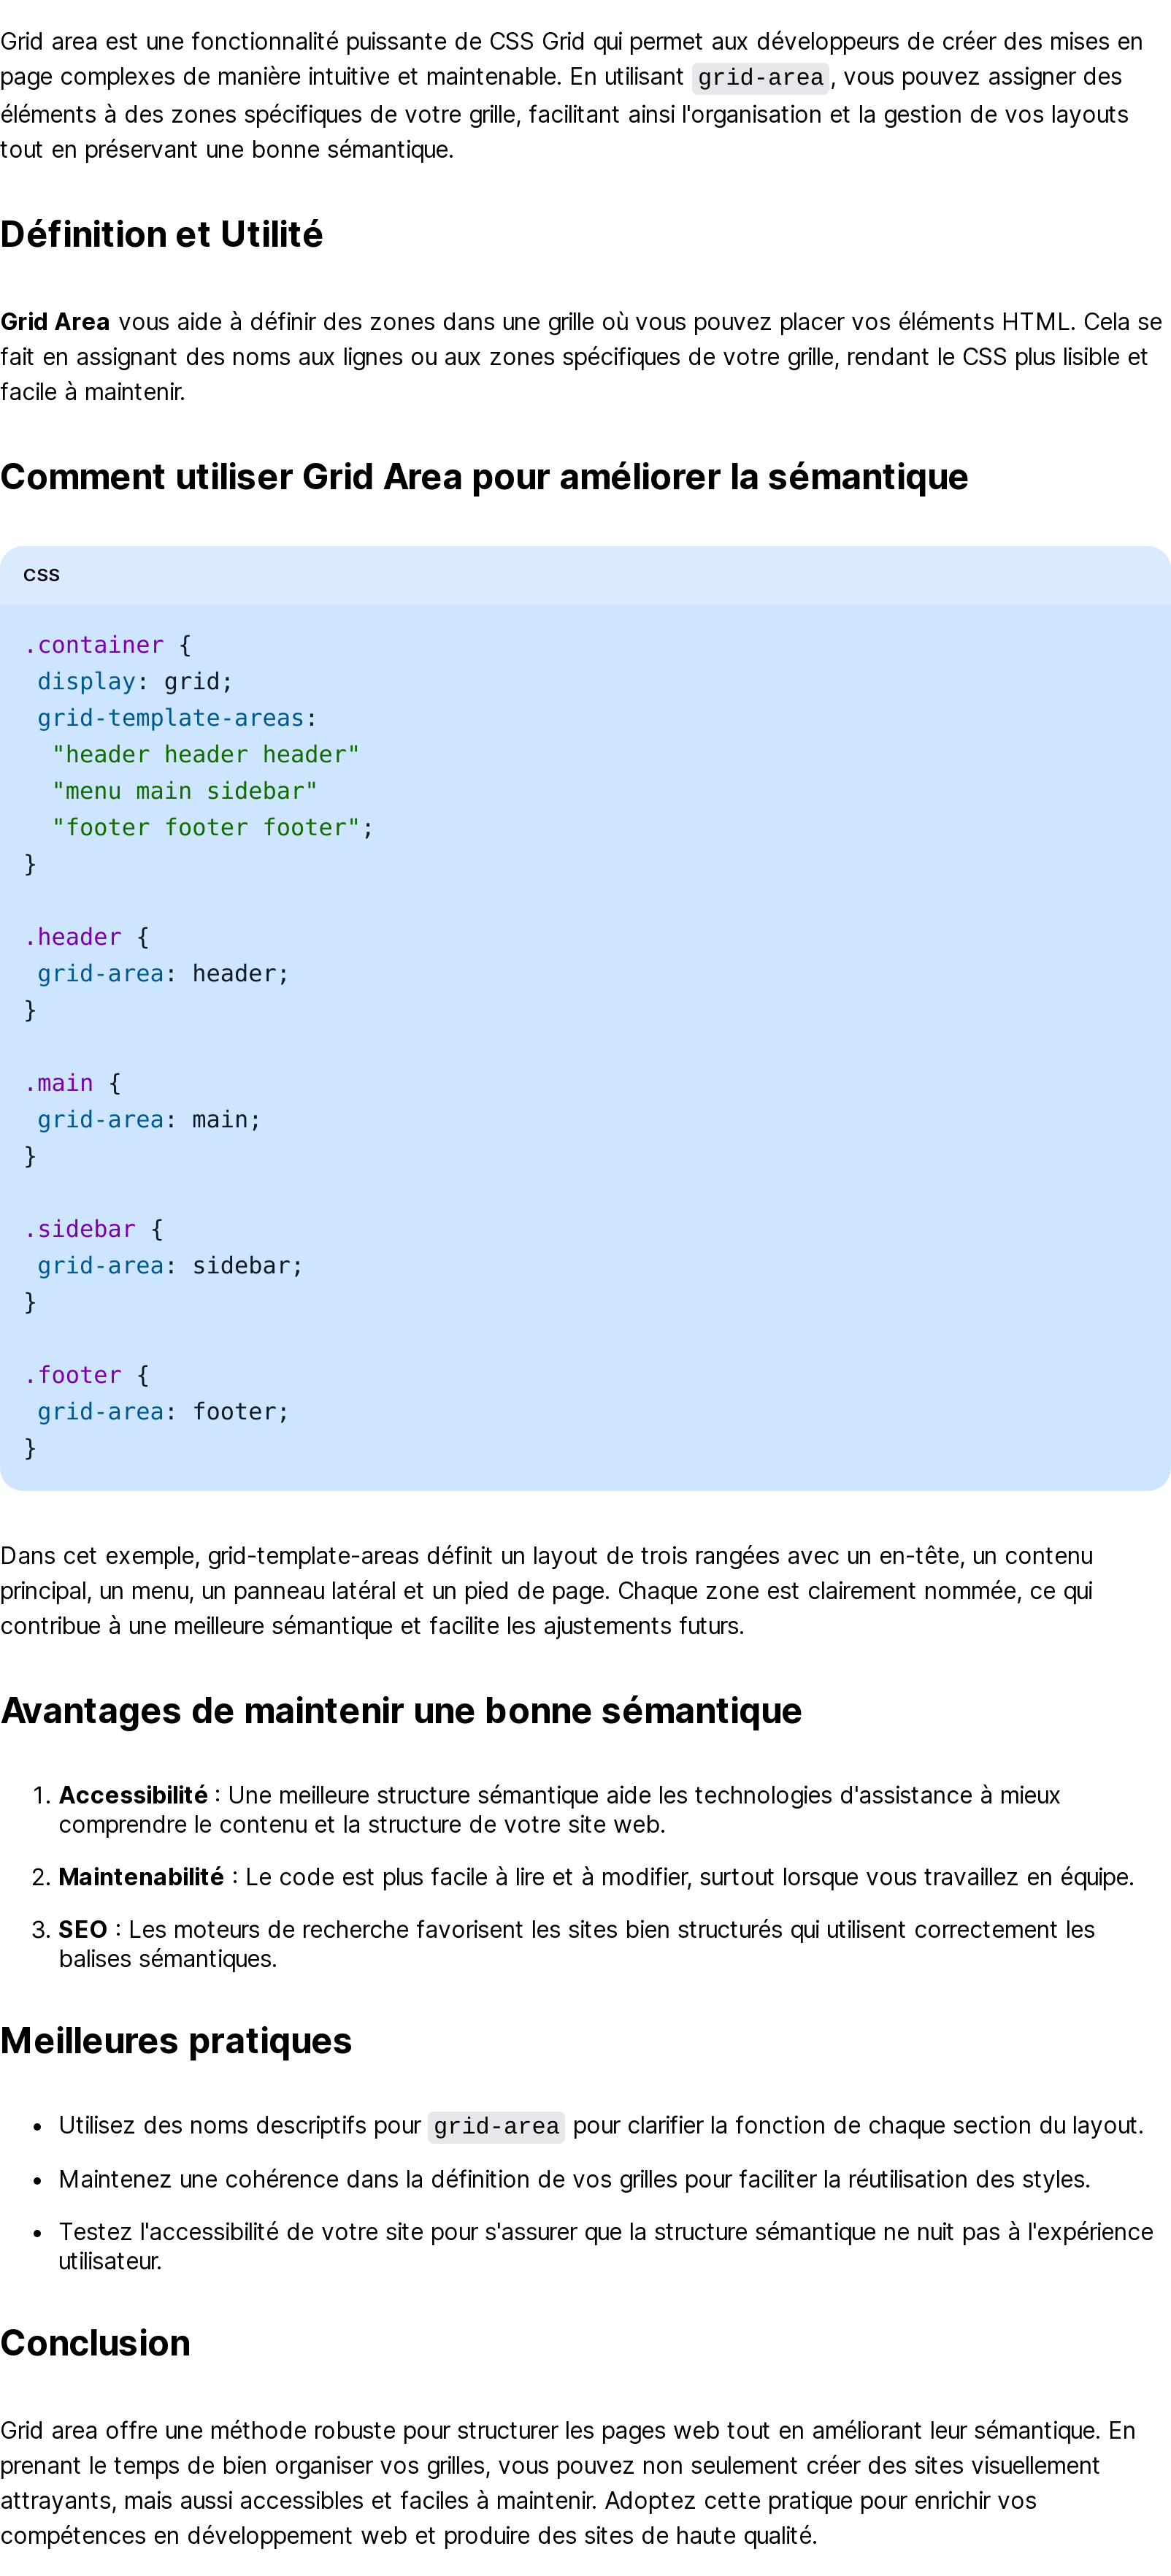 Grid area est une fonctionnalité puissante de CSS Grid qui permet aux développeurs de créer des mises en
page complexes de manière intuitive et maintenable. En utilisant grid-area, vous pouvez assigner des
éléments à des zones spécifiques de votre grille, facilitant ainsi l'organisation et la gestion de vos layouts
tout en préservant une bonne sémantique.
Définition et Utilité
Grid Area vous aide à définir des zones dans une grille où vous pouvez placer vos éléments HTML. Cela se
fait en assignant des noms aux lignes ou aux zones spécifiques de votre grille, rendant le CSS plus lisible et
facile à maintenir.
Comment utiliser Grid Area pour améliorer la sémantique
css
.container {
 display: grid;
 grid-template-areas:
  "header header header"
  "menu main sidebar"
  "footer footer footer";
}
.header {
 grid-area: header;
}
.main {
 grid-area: main;
}
.sidebar {
 grid-area: sidebar;
}
.footer {
 grid-area: footer;
}
Dans cet exemple, grid-template-areas définit un layout de trois rangées avec un en-tête, un contenu
principal, un menu, un panneau latéral et un pied de page. Chaque zone est clairement nommée, ce qui
contribue à une meilleure sémantique et facilite les ajustements futurs.
Avantages de maintenir une bonne sémantique
1. Accessibilité : Une meilleure structure sémantique aide les technologies d'assistance à mieux
comprendre le contenu et la structure de votre site web.
2. Maintenabilité : Le code est plus facile à lire et à modifier, surtout lorsque vous travaillez en équipe.
3. SEO : Les moteurs de recherche favorisent les sites bien structurés qui utilisent correctement les
balises sémantiques.
Meilleures pratiques
• Utilisez des noms descriptifs pour grid-area pour clarifier la fonction de chaque section du layout.
• Maintenez une cohérence dans la définition de vos grilles pour faciliter la réutilisation des styles.
• Testez l'accessibilité de votre site pour s'assurer que la structure sémantique ne nuit pas à l'expérience
utilisateur.
Conclusion
Grid area offre une méthode robuste pour structurer les pages web tout en améliorant leur sémantique. En
prenant le temps de bien organiser vos grilles, vous pouvez non seulement créer des sites visuellement
attrayants, mais aussi accessibles et faciles à maintenir. Adoptez cette pratique pour enrichir vos
compétences en développement web et produire des sites de haute qualité.